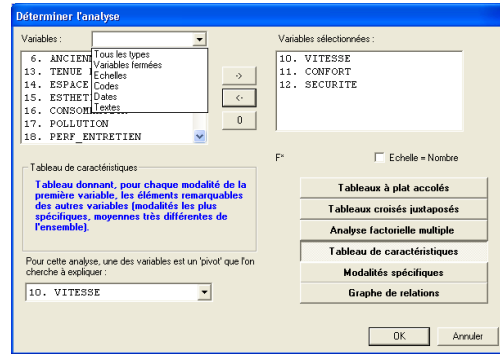 Déterminer l'analyse
Variables :
Variables sélectionnées :
Tous les types
Variables fermées
Echelles
Codes
Dates
Textes
6. ANCIEN
13. TENUE
14. ESPACE
15. ESTHET
16. CONSOM
17. POLLUTION
18. PERF_ENTRETIEN
->
<-
0
10. VITESSE
11. CONFORT
12. SECURITE
Echelle = Nombre
Tableau de caractéristiques
Tableau donnant, pour chaque modalité de la
première variable, les éléments remarquables
des autres variables (modalités les plus
spécifiques, moyennes très différentes de
l'ensemble).
Pour cette analyse, une des variables est un 'pivot' que l'on
cherche à expliquer :
10. VITESSE
Tableaux à plat accolés
Tableaux croisés juxtaposés
Analyse factorielle multiple
Tableau de caractéristiques
Modalités spécifiques
Graphe de relations
OK
Annuler